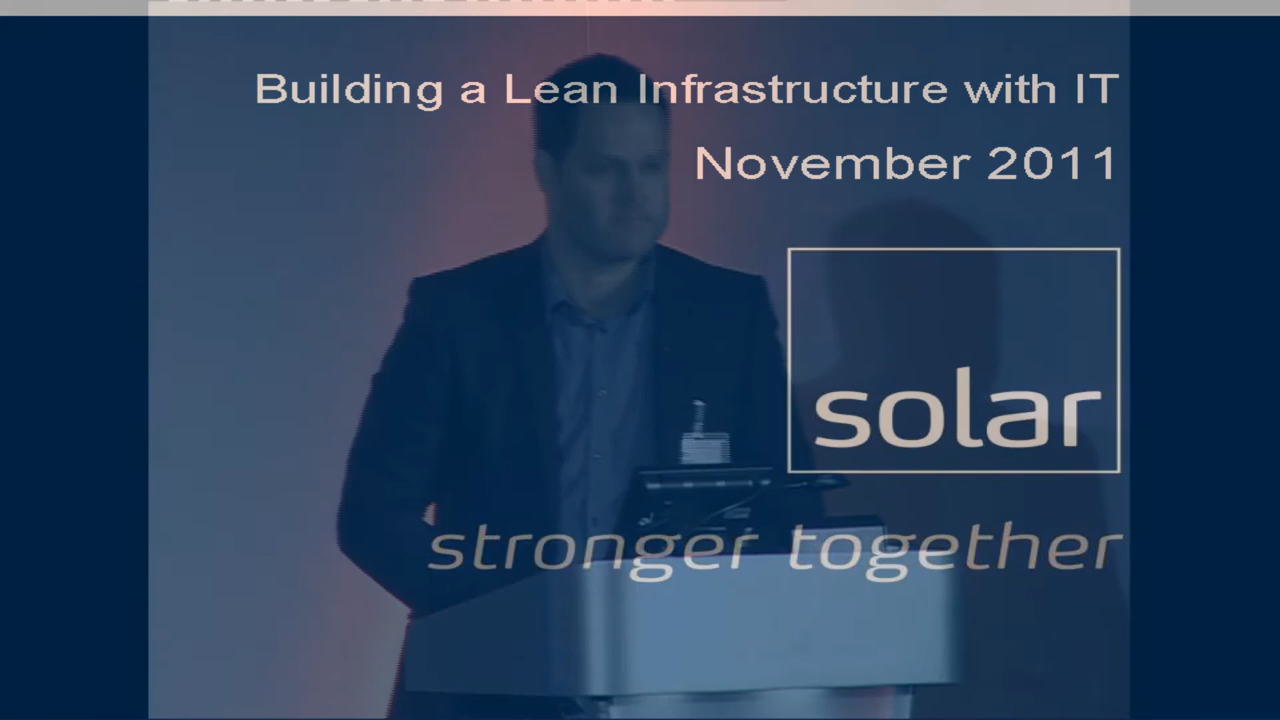 Building a Lean Infrastructure with IT
November 2011
solar
stronger together